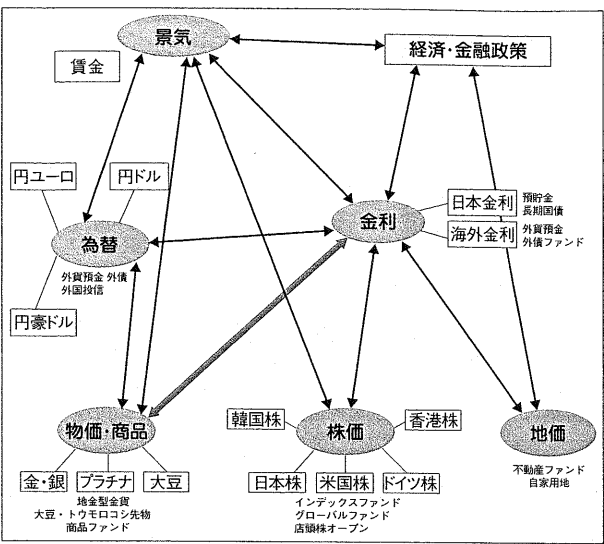 景気
経済・金融政策
賃金
円ユーロ
円ドル
日本金利
預貯金
長期国債
金利
海外金利
外貨預金
外債ファンド
為替
外貨預金 外債
外国投信
円豪ドル
物価・商品
韓国株
株価
香港株
地価
金・銀
プラチナ
大豆
日本株
米国株
ドイツ株
不動産ファンド
自家用地
地金型金貨
大豆・トウモロコシ先物
商品ファンド
インデックスファンド
グローバルファンド
店頭株オープン